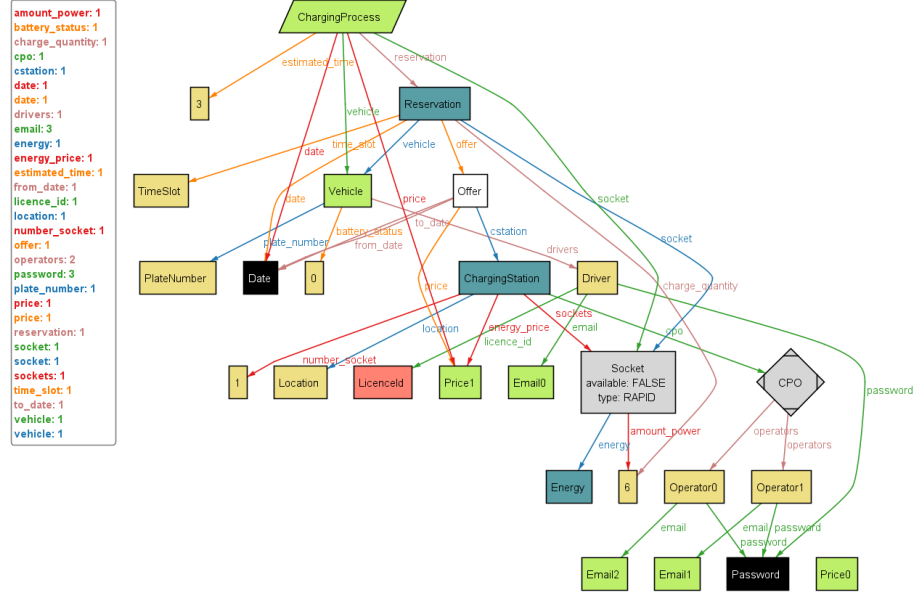 amount_power: 1
battery_status: 1
charge_quantity: 1
cpo: 1
cstation: 1
date: 1
date: 1
drivers: 1
email: 3
energy: 1
energy_price: 1
estimated_time: 1
from_date: 1
licence_id: 1
location: 1
number_socket: 1
offer: 1
operators: 2
password: 3
plate_number: 1
price: 1
price: 1
reservation: 1
socket: 1
socket: 1
sockets: 1
time_slot: 1
to_date: 1
vehicle: 1
vehicle: 1
ChargingProcess
estimated_time
reservation
3
vehicle
Reservation
date
time_slot
vehicle
offer
TimeSlot
Vehicle
Offer
date
price
socket
to_date
battery_status
plate_number
from_date
cstation
socket
drivers
PlateNumber
Date
0
ChargingStation
Driver
price
charge_quantity
location
energy_price
sockets
email
cpo
licence_id
number_socket
1
Location
LicenceId
Price1
Email0
Socket
available: FALSE
type: RAPID
CPO
password
amount_power
operators
energy
operators
Energy
6
Operator0
Operator1
email
email
password
password
Email2
Email1
Password
Price0